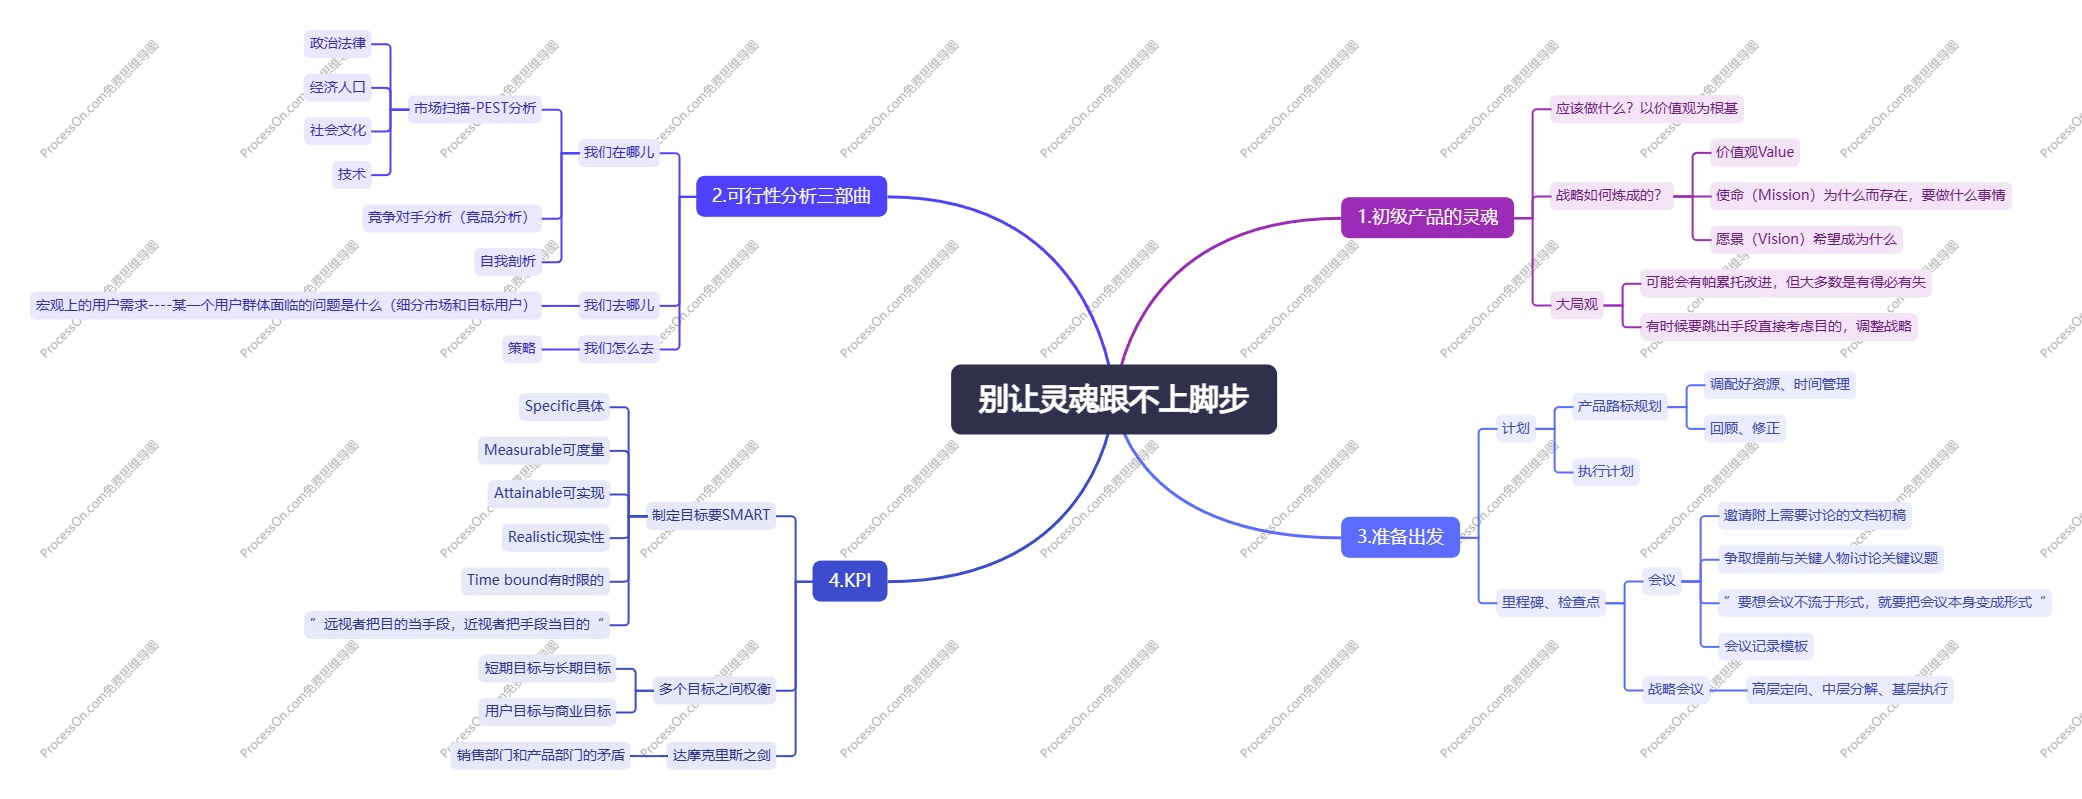 别让灵魂跟不上脚步
1.初级产品的灵魂
应该做什么？以价值观为根基
战略如何炼成的？
价值观Value
使命（Mission）为什么而存在，要做什么事情
愿景（Vision）希望成为什么
大局观
可能会有帕累托改进，但大多数是有得必有失
有时候要跳出手段直接考虑目的，调整战略
2.可行性分析三部曲
我们在哪儿
市场扫描-PEST分析
政治法律
经济人口
社会文化
技术
竞争对手分析（竞品分析）
自我剖析
我们去哪儿
宏观上的用户需求----某一个用户群体面临的问题是什么（细分市场和目标用户）
我们怎么去
策略
3.准备出发
计划
产品路标规划
调配好资源、时间管理
回顾、修正
执行计划
里程碑、检查点
会议
邀请附上需要讨论的文档初稿
争取提前与关键人物i讨论关键议题
”要想会议不流于形式，就要把会议本身变成形式“
会议记录模板
战略会议
高层定向、中层分解、基层执行
4.KPI
制定目标要SMART
Specific具体
Measurable可度量
Attainable可实现
Realistic现实性
Time bound有时限的
”远视者把目的当手段，近视者把手段当目的“
多个目标之间权衡
短期目标与长期目标
用户目标与商业目标
达摩克里斯之剑
销售部门和产品部门的矛盾
ProcessOn.com免费思维导图